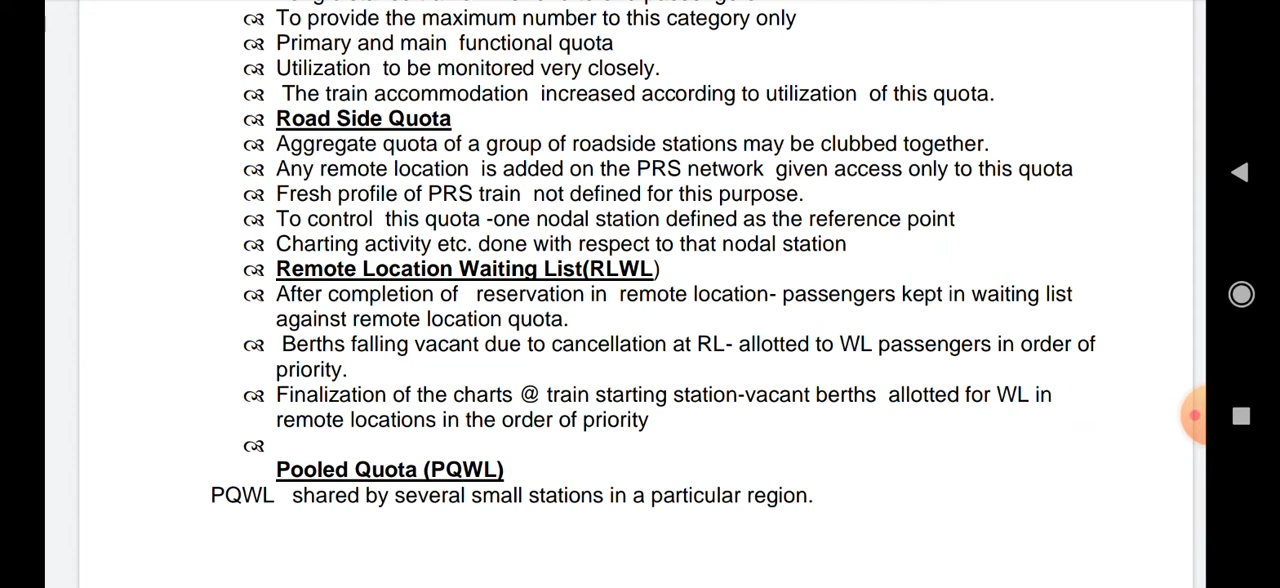 To provide the maximum number to this category only
Primary and main functional quota
Utilization to be monitored very closely.
The train accommodation increased according to utilization of this quota.
Road Side Quota
Aggregate quota of a group of roadside stations may be clubbed together.
Any remote location is added on the PRS network given access only to this quota
Fresh profile of PRS train not defined for this purpose.
To control this quota -one nodal station defined as the reference point
Charting activity etc. done with respect to that nodal station
Remote Location Waiting List(RLWL)
After completion of reservation in remote location- passengers kept in waiting list
against remote location quota.
Berths falling vacant due to cancellation at RL- allotted to WL passengers in order of
priority.
Finalization of the charts @ train starting station-vacant berths allotted for WL in
remote locations in the order of priority
Pooled Quota (PQWL)
PQWL shared by several small stations in a particular region.